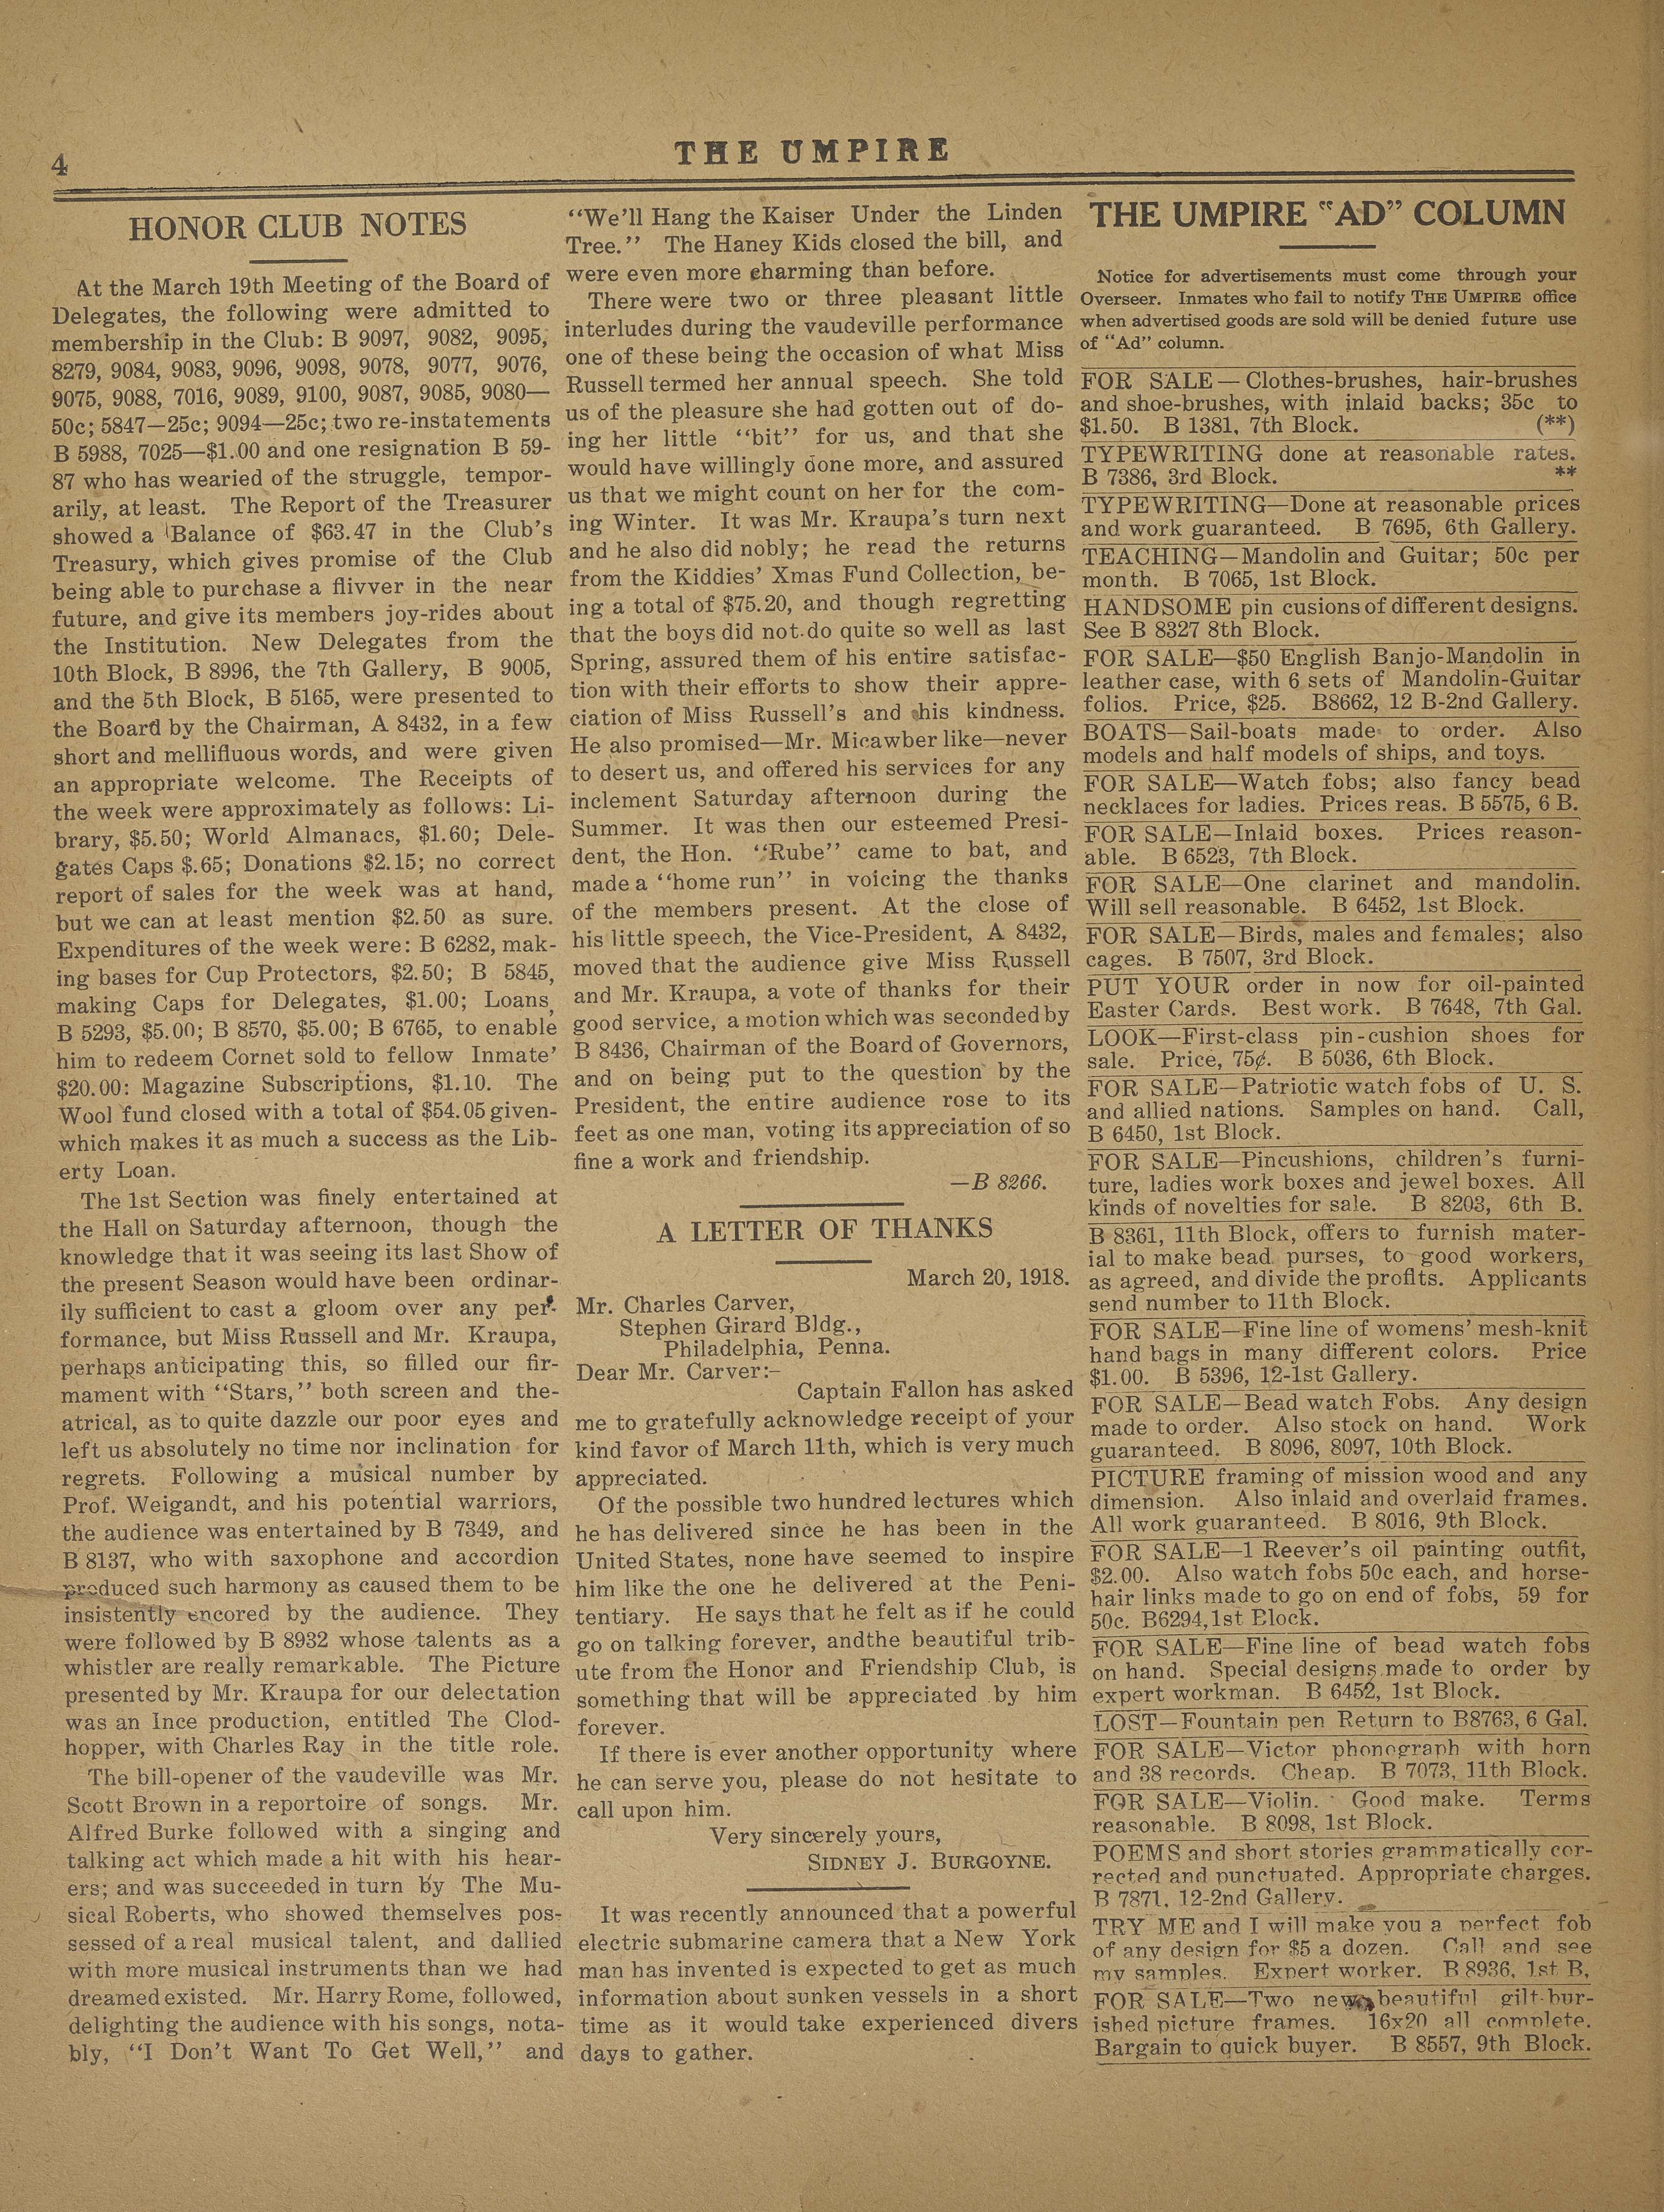 4
THE UMPIRE
HONOR CLUB NOTES
At the March 19th Meeting of the Board of
Delegates, the following were admitted to
membership in the Club: B 9097, 9082, 9095,
8279, 9084, 9083, 9096, 9098, 9078, 9077, 9076,
9075, 9088, 7016, 9089, 9100, 9087, 9085, 9080—
50c; 5847—25c; 9094—25c; two re-instatements
B 5988, 7025—$1.00 and one resignation B 59-
87 who has wearied of the struggle, tempor-
arily, at least. The Report of the Treasurer
showed a Balance of $63.47 in the Club's
Treasury, which gives promise of the Club
being able to purchase a flivver in the near
future, and give its members joy-rides about
the Institution. New Delegates from the
10th Block, B 8996, the 7th Gallery, B 9005,
and the 5th Block, B 5165, were presented to
the Board by the Chairman, A 8432, in a few
short and mellifluous words, and were given
an appropriate welcome. The Receipts of
the week were approximately as follows: Li-
brary, $5.50; World Almanacs, $1.60; Dele-
gates Caps $.65; Donations $2.15; no correct
report of sales for the week was at hand,
but we can at least mention $2.50 as sure.
Expenditures of the week were: B 6282, mak-
ing bases for Cup Protectors, $2.50; B 5845,
making Caps for Delegates, $1.00; Loans,
B 5293, $5.00; B 8570, $5.00; B 6765, to enable
him to redeem Cornet sold to fellow Inmate'
$20.00: Magazine Subscriptions, $1.10. The
Wool fund closed with a total of $54.05 given-
which makes it as much a success as the Lib-
erty Loan.
The 1st Section was finely entertained at
the Hall on Saturday afternoon, though the
knowledge that it was seeing its last Show of
the present Season would have been ordinar-
ily sufficient to cast a gloom over any per-
formance, but Miss Russell and Mr. Kraupa,
perhaps anticipating this, so filled our fir-
mament with "Stars," both screen and the-
atrical, as to quite dazzle our poor eyes and
left us absolutely no time nor inclination for
regrets. Following a musical number by
Prof. Weigandt, and his potential warriors,
the audience was entertained by B 7349, and
B 8137, who with saxophone and accordion
produced such harmony as caused them to be
insistently encored by the audience. They
were followed by B 8932 whose talents as a
whistler are really remarkable. The Picture
presented by Mr. Kraupa for our delectation
was an Ince production, entitled The Clod-
hopper, with Charles Ray in the title role.
The bill-opener of the vaudeville was Mr.
Scott Brown in a reportoire of songs. Mr.
Alfred Burke followed with a singing and
talking act which made a hit with his hear-
ers; and was succeeded in turn by The Mu-
sical Roberts, who showed themselves pos-
sessed of a real musical talent, and dallied
with more musical instruments than we had
dreamed existed. Mr. Harry Rome, followed,
delighting the audience with his songs, nota-
bly, "I Don't Want To Get Well," and
"We'll Hang the Kaiser Under the Linden
Tree." The Haney Kids closed the bill, and
were even more charming than before.
There were two or three pleasant little
interludes during the vaudeville performance
one of these being the occasion of what Miss
Russell termed her annual speech. She told
us of the pleasure she had gotten out of do-
ing her little "bit" for us, and that she
would have willingly done more, and assured
us that we might count on her for the com-
ing Winter. It was Mr. Kraupa's turn next
and he also did nobly; he read the returns
from the Kiddies' Xmas Fund Collection, be-
ing a total of $75.20, and though regretting
that the boys did not do quite so well as last
Spring, assured them of his entire satisfac-
tion with their efforts to show their appre-
ciation of Miss Russell's and his kindness.
He also promised—Mr. Micawber like—never
to desert us, and offered his services for any
inclement Saturday afternoon during the
Summer. It was then our esteemed Presi-
dent, the Hon. "Rube" came to bat, and
made a "home run" in voicing the thanks
of the members present. At the close of
his little speech, the Vice-President, A 8432,
moved that the audience give Miss Russell
and Mr. Kraupa, a vote of thanks for their
good service, a motion which was seconded by
B 8436, Chairman of the Board of Governors,
and on being put to the question by the
President, the entire audience rose to its
feet as one man, voting its appreciation of so
fine a work and friendship.
—B 8266.
A LETTER OF THANKS
March 20, 1918.
Mr. Charles Carver,
Stephen Girard Bldg.,
Philadelphia, Penna.
Dear Mr. Carver:-
Captain Fallon has asked
me to gratefully acknowledge receipt of your
kind favor of March 11th, which is very much
appreciated.
Of the possible two hundred lectures which
he has delivered since he has been in the
United States, none have seemed to inspire
him like the one he delivered at the Peni-
tentiary. He says that he felt as if he could
go on talking forever, andthe beautiful trib-
ute from the Honor and Friendship Club, is
something that will be appreciated by him
forever.
If there is ever another opportunity where
he can serve you, please do not hesitate to
call upon him.
Very sincerely yours,
SIDNEY J. BURGOYNE.
It was recently announced that a powerful
electric submarine camera that a New York
man has invented is expected to get as much
information about sunken vessels in a short
time as it would take experienced divers
days to gather.
THE UMPIRE "AD" COLUMN
Notice for advertisements must come through your
Overseer. Inmates who fail to notify THE UMPIRE office
when advertised goods are sold will be denied future use
of "Ad" column.
FOR SALE—Clothes-brushes, hair-brushes
and shoe-brushes, with inlaid backs; 35c to
$1.50. B 1381, 7th Block. (**)
TYPEWRITING done at reasonable rates.
B 7386, 3rd Block. **
TYPEWRITING—Done at reasonable prices
and work guaranteed. B 7695, 6th Gallery.
TEACHING—Mandolin and Guitar; 50c per
month. B 7065, 1st Block.
HANDSOME pin cusions of different designs.
See B 8327 8th Block.
FOR SALE—$50 English Banjo-Mandolin in
leather case, with 6 sets of Mandolin-Guitar
folios. Price, $25. B8662, 12 B-2nd Gallery.
BOATS—Sail-boats made to order. Also
models and half models of ships, and toys.
FOR SALE—Watch fobs; also fancy bead
necklaces for ladies. Prices reas. B 5575, 6 B.
FOR SALE—Inlaid boxes. Prices reason-
able. B 6523, 7th Block.
FOR SALE—One clarinet and mandolin.
Will sell reasonable. B 6452, 1st Block.
FOR SALE—Birds, males and females; also
cages. B 7507, 3rd Block.
PUT YOUR order in now for oil-painted
Easter Cards. Best work. B 7648, 7th Gal.
LOOK—First-class pin-cushion shoes for
sale. Price, 75¢. B 5036, 6th Block.
FOR SALE—Patriotic watch fobs of U. S.
and allied nations. Samples on hand. Call,
B 6450, 1st Block.
FOR SALE—Pincushions, children's furni-
ture, ladies work boxes and jewel boxes. All
kinds of novelties for sale. B 8203, 6th B.
B 8361, 11th Block, offers to furnish mater-
ial to make bead purses, to good workers,
as agreed, and divide the profits. Applicants
send number to 11th Block.
FOR SALE—Fine line of womens' mesh-knit
hand bags in many different colors. Price
$1.00. B 5396, 12-1st Gallery.
FOR SALE—Bead watch Fobs. Any design
made to order. Also stock on hand. Work
guaranteed. B 8096, 8097, 10th Block.
PICTURE framing of mission wood and any
dimension. Also inlaid and overlaid frames.
All work guaranteed. B 8016, 9th Block.
FOR SALE—1 Reever's oil painting outfit,
$2.00. Also watch fobs 50c each, and horse-
hair links made to go on end of fobs, 59 for
50c. B6294,1st Block.
FOR SALE—Fine line of bead watch fobs
on hand. Special designs made to order by
expert workman. B 6452, 1st Block.
LOST—Fountain pen Return to B8763, 6 Gal.
FOR SALE—Victor phonograph with horn
and 38 records. Cheap. B 7073, 11th Block.
FOR SALE—Violin. Good make. Terms
reasonable. B 8098, 1st Block.
POEMS and short stories grammatically cor-
rected and punctuated. Appropriate charges.
B 7871, 12-2nd Gallery.
TRY ME and I will make you a perfect fob
of any design for $5 a dozen. Call and see
my samples. Expert worker. B 8936, 1st B,
FOR SALE—Two new beautiful gilt-bur-
ished picture frames. 16x20 all complete.
Bargain to quick buyer. B 8557, 9th Block.